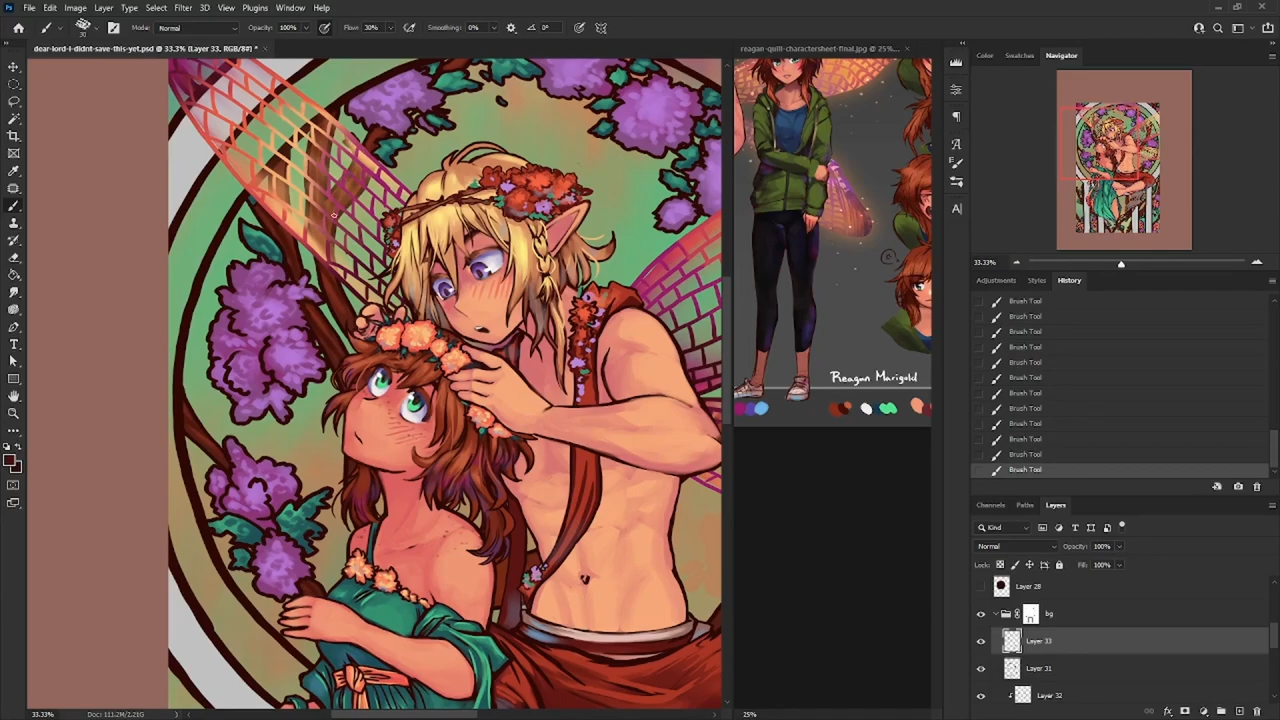 File Edit Image Layer Type Select Filter 3D View Plugins Window Help
Mode: Normal Opacity: 100% Flow: 30% Smoothing: 0% 0°
dear-lord-I-didnt-save-this-yet.psd @ 33.3% (Layer 33, RGB/8#) *
reagan-quill-charactersheet-final.jpg @ 25%...
Color Swatches Navigator
33.33%
Adjustments Styles History
Brush Tool
Brush Tool
Brush Tool
Brush Tool
Brush Tool
Brush Tool
Brush Tool
Brush Tool
Brush Tool
Brush Tool
Brush Tool
Brush Tool
Reagan Marigold
Channels Paths Layers
Kind
Normal Opacity: 100%
Lock: Fill: 100%
Layer 28
bg
Layer 33
Layer 31
Layer 32
33.33%
25%